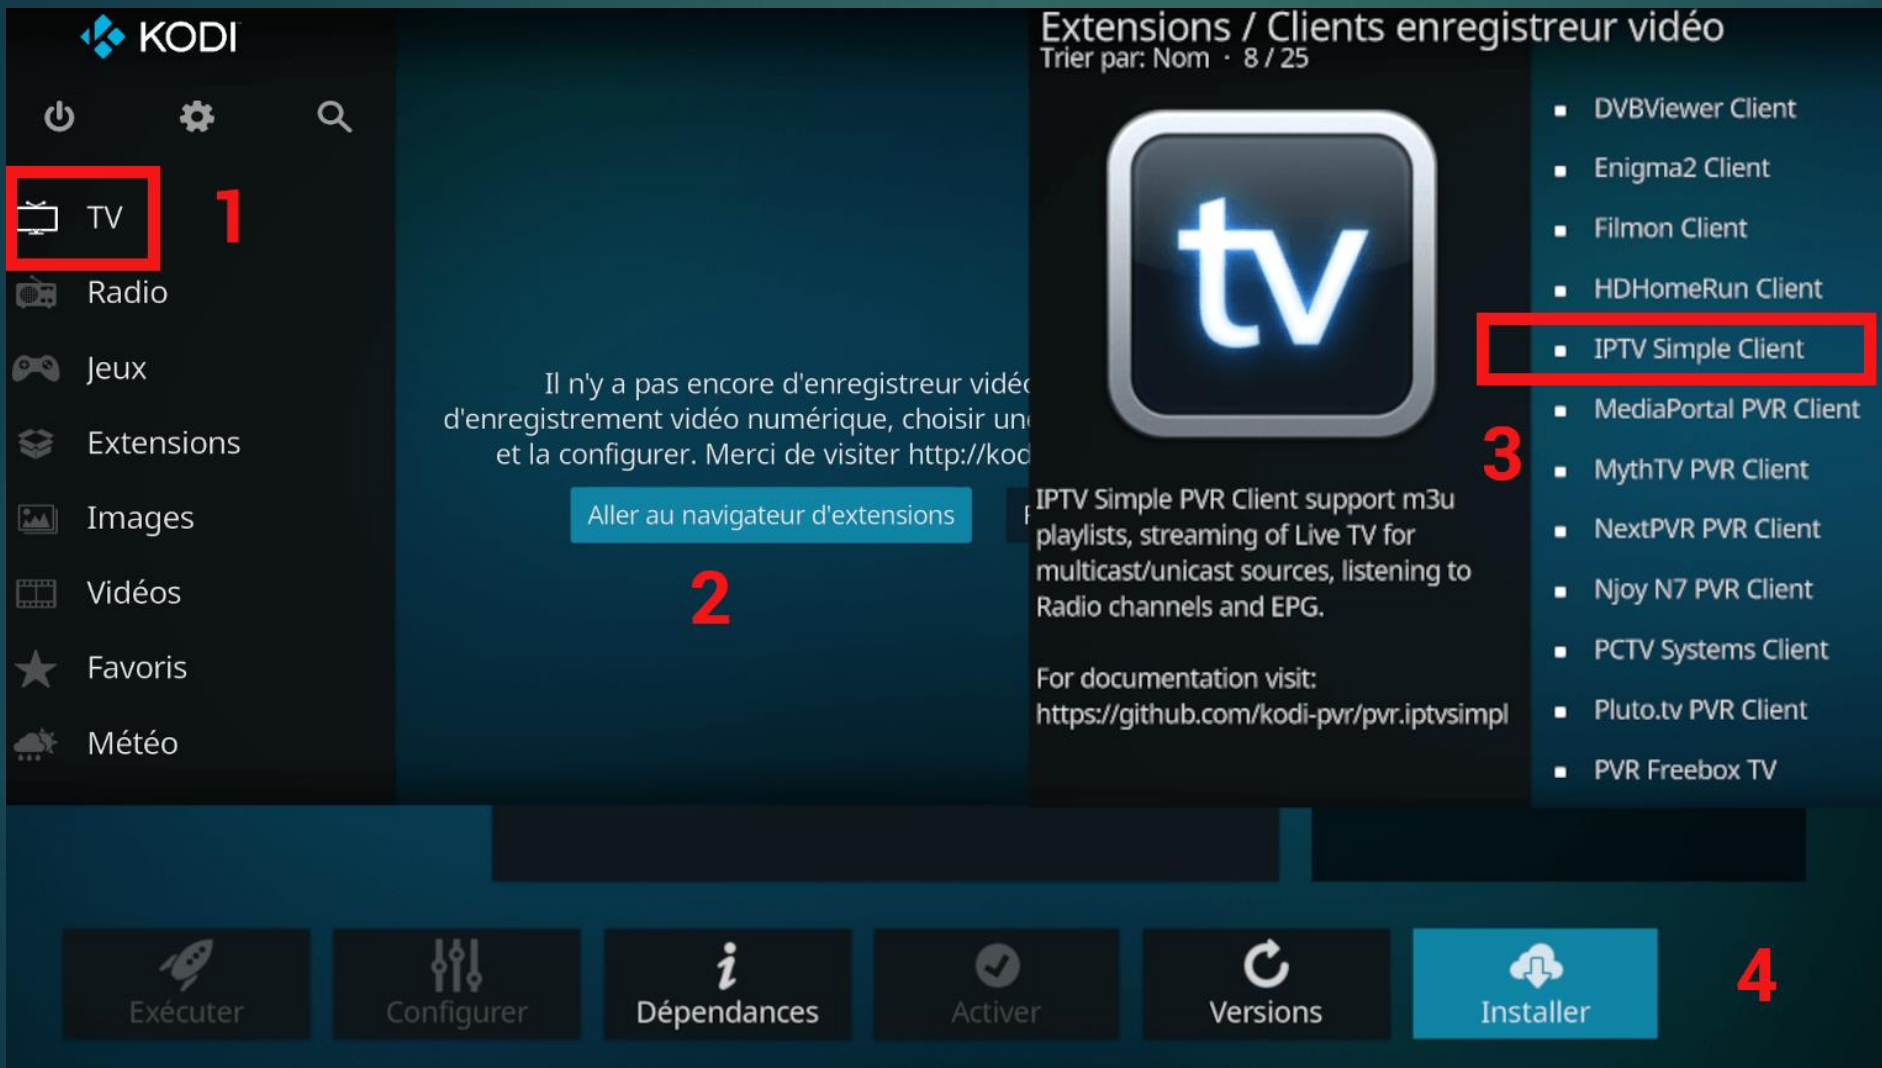 KODI
TV
1
Radio
Jeux
Extensions
Images
Vidéos
Favoris
Météo
Il n'y a pas encore d'enregistreur
d'enregistrement vidéo numérique, choisir
et la configurer. Merci de visiter
Aller au navigateur d'extensions
2
Extensions / Clients enregistreur vidéo
Trier par: Nom · 8 / 25
tv
IPTV Simple PVR Client support m3u
playlists, streaming of Live TV for
multicast/unicast sources, listening to
Radio channels and EPG.
For documentation visit:
https://github.com/kodi-pvr/pvr.iptvsimpl
DVBViewer Client
Enigma2 Client
Filmon Client
HDHomeRun Client
IPTV Simple Client
MediaPortal PVR Client
3
MythTV PVR Client
NextPVR PVR Client
Njoy N7 PVR Client
PCTV Systems Client
Pluto.tv PVR Client
PVR Freebox TV
Exécuter
Configurer
Dépendances
Activer
Versions
Installer
4